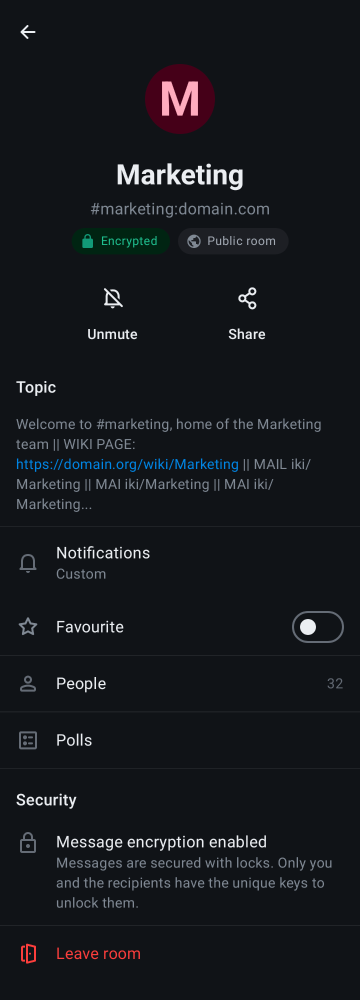 M
Marketing
#marketing:domain.com
Encrypted
Public room
Unmute
Share
Topic
Welcome to #marketing, home of the Marketing
team || WIKI PAGE:
https://domain.org/wiki/Marketing || MAIL iki/
Marketing || MAI iki/Marketing || MAI iki/
Marketing...
Notifications
Custom
Favourite
People 32
Polls
Security
Message encryption enabled
Messages are secured with locks. Only you
and the recipients have the unique keys to
unlock them.
Leave room